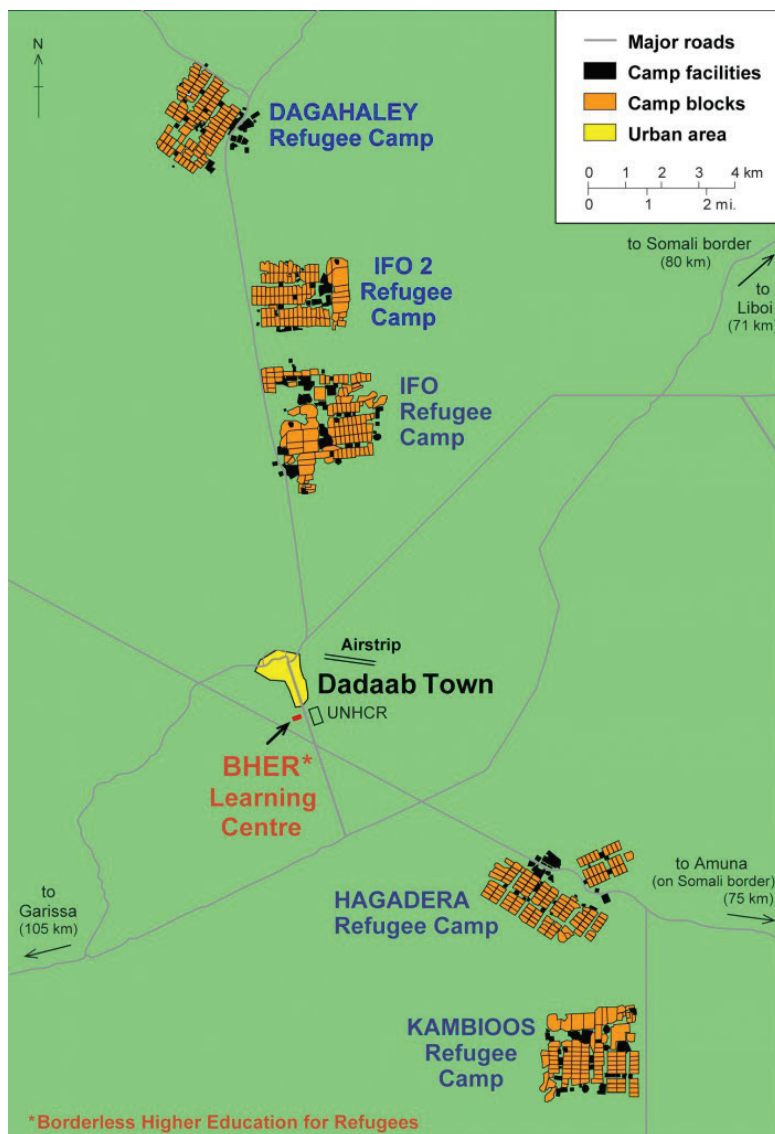 N
Major roads
Camp facilities
Camp blocks
Urban area
0 1 2 3 4 km
0 1 2 mi.
DAGAHALEY
Refugee Camp
to Somali border
(80 km)
to
Liboi
(71 km)
IFO 2
Refugee
Camp
IFO
Refugee
Camp
Airstrip
Dadaab Town
UNHCR
BHER*
Learning
Centre
to
Garissa
(105 km)
HAGADERA
Refugee Camp
to Amuna
(on Somali border)
(75 km)
KAMBIOOS
Refugee
Camp
*Borderless Higher Education for Refugees